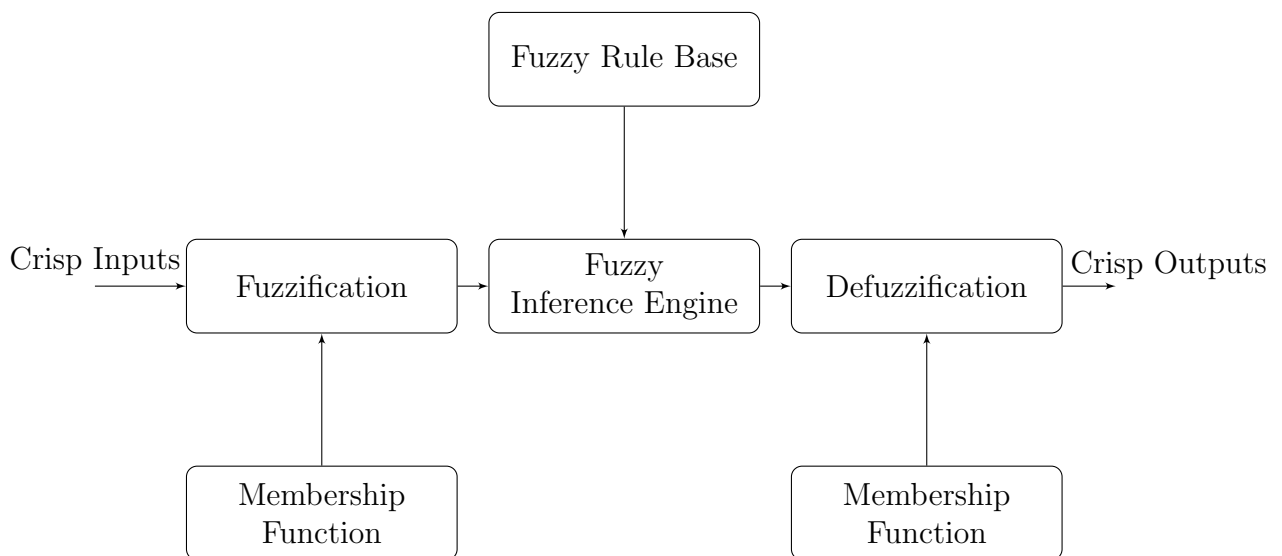 Fuzzy Rule Base
Crisp Inputs
Fuzzification
Fuzzy
Inference Engine
Defuzzification
Crisp Outputs
Membership
Function
Membership
Function